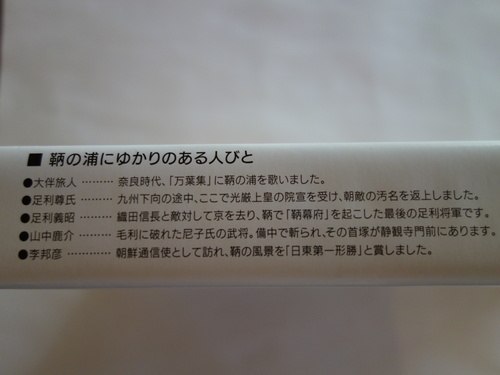 ■ 鞆の浦にゆかりのある人びと
●大伴旅人 ⋯⋯⋯ 奈良時代、「万葉集」に鞆の浦を歌いました。
●足利尊氏 ⋯⋯⋯ 九州下向の途中、ここで光厳上皇の院宣を受け、朝敵の汚名を返上しました。
●足利義昭 ⋯⋯⋯ 織田信長と敵対して京を去り、鞆で「鞆幕府」を起こした最後の足利将軍です。
●山中鹿介 ⋯⋯⋯ 毛利に破れた尼子氏の武将。備中で斬られ、その首塚が静観寺門前にあります。
●李邦彦 ⋯⋯⋯⋯ 朝鮮通信使として訪れ、鞆の風景を「日東第一形勝」と賞しました。